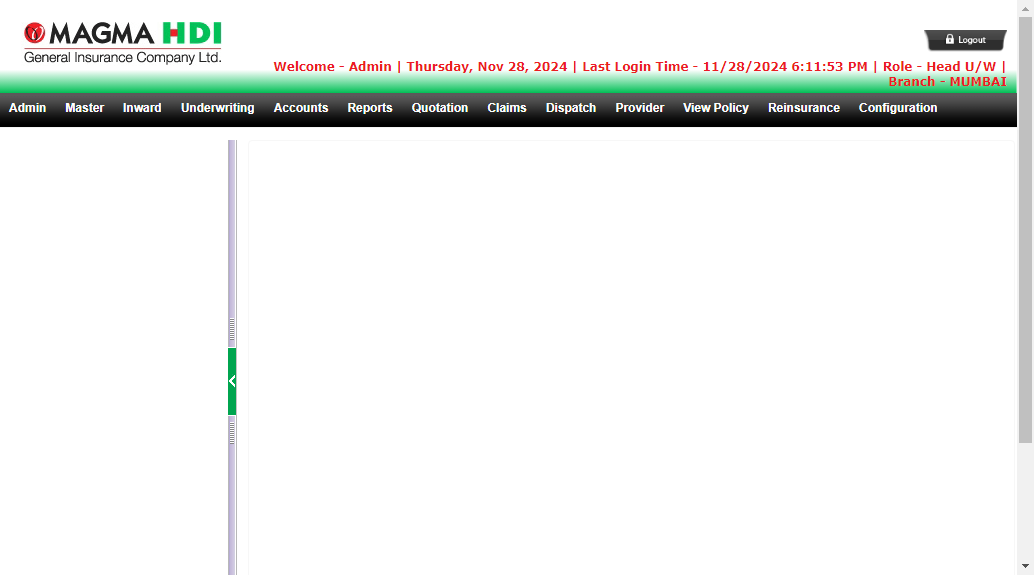 MAGMA HDI
General Insurance Company Ltd.
Logout
Welcome - Admin | Thursday, Nov 28, 2024 | Last Login Time - 11/28/2024 6:11:53 PM | Role - Head U/W |
Branch - MUMBAI
Admin Master Inward Underwriting Accounts Reports Quotation Claims Dispatch Provider View Policy Reinsurance Configuration